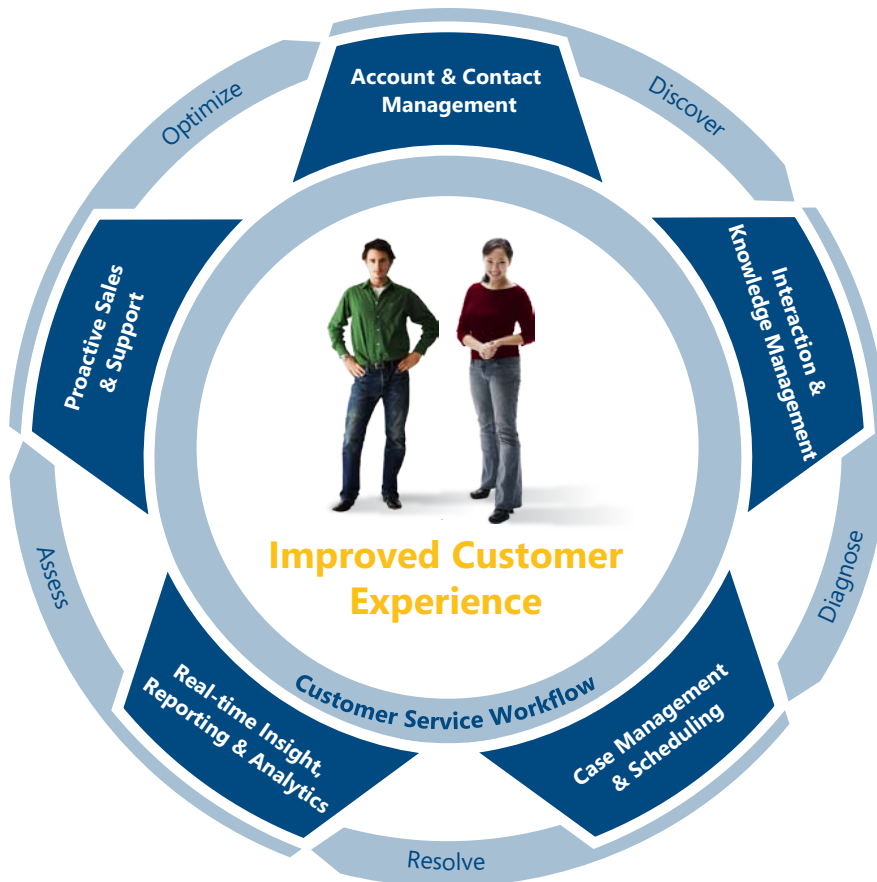 Account & Contact
Management
Discover
Interaction &
Knowledge Management
Diagnose
Case Management
& Scheduling
Resolve
Real-time Insight,
Reporting & Analytics
Assess
Proactive Sales
& Support
Optimize
Improved Customer
Experience
Customer Service Workflow